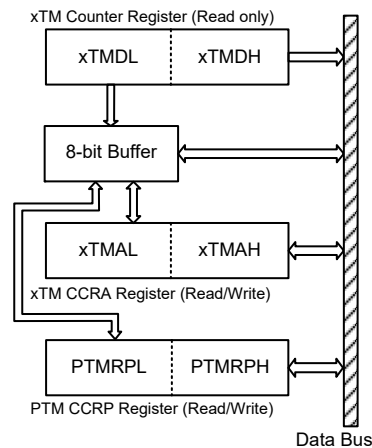 xTM Counter Register (Read only)
xTMDL xTMDH
8-bit Buffer
xTMAL xTMAH
xTM CCRA Register (Read/Write)
PTMRPL PTMRPH
PTM CCRP Register (Read/Write)
Data Bus